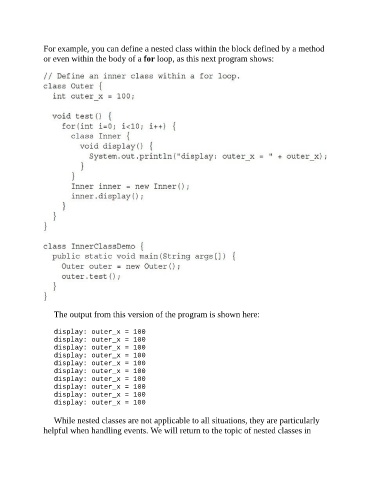 For example, you can define a nested class within the block defined by a method
or even within the body of a for loop, as this next program shows:
// Define an inner class within a for loop.
class Outer {
int outer_x = 100;
void test() {
for(int i=0; i<10; i++) {
class Inner {
void display() {
System.out.println("display: outer_x = " + outer_x);
}
}
Inner inner = new Inner();
inner.display();
}
}
}
class InnerClassDemo {
public static void main(String args[]) {
Outer outer = new Outer();
outer.test();
}
}
The output from this version of the program is shown here:
display: outer_x = 100
display: outer_x = 100
display: outer_x = 100
display: outer_x = 100
display: outer_x = 100
display: outer_x = 100
display: outer_x = 100
display: outer_x = 100
display: outer_x = 100
display: outer_x = 100
While nested classes are not applicable to all situations, they are particularly
helpful when handling events. We will return to the topic of nested classes in